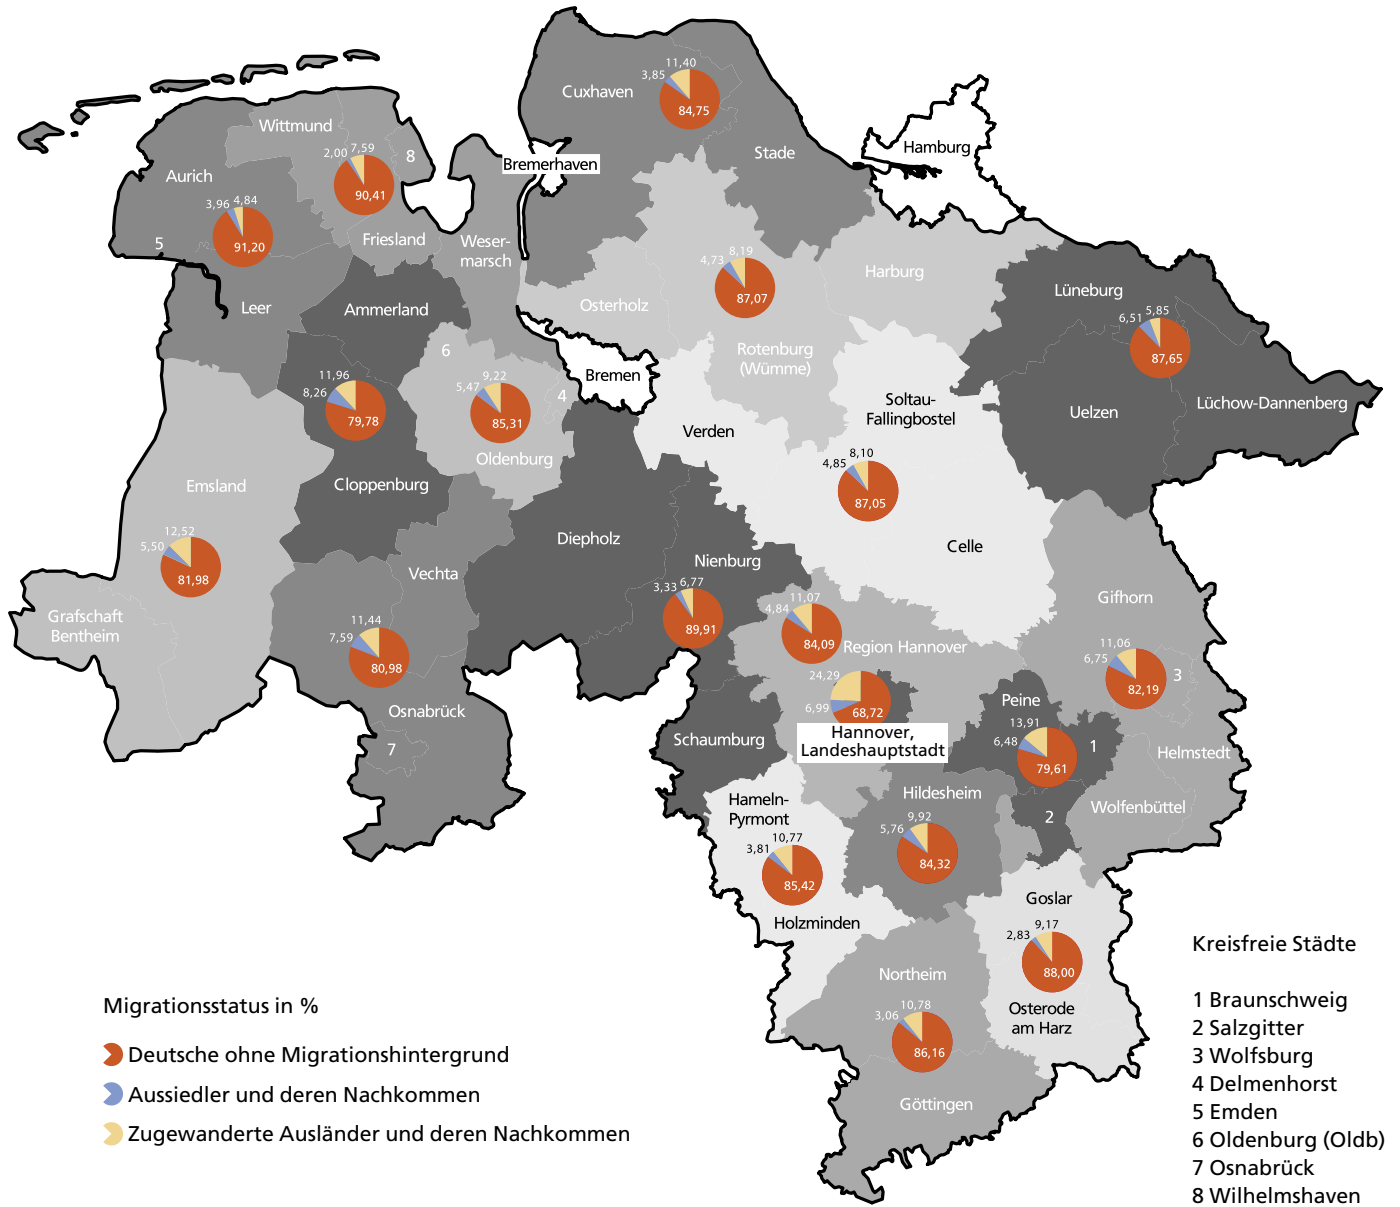 11,40
3,85
Cuxhaven
84,75
Wittmund
Hamburg
7,59
2,00
8
Stade
Bremerhaven
Aurich
90,41
3,96
4,84
5
91,20
Friesland
Weser-
marsch
8,19
4,73
87,07
Harburg
Leer
Ammerland
Osterholz
Lüneburg
6,51
5,85
87,65
6
Rotenburg
(Wümme)
11,96
8,26
79,78
9,22
5,47
85,31
4
Bremen
Soltau-
Fallingbostel
Uelzen
Lüchow-Dannenberg
Verden
Oldenburg
Emsland
Cloppenburg
8,10
4,85
87,05
12,52
5,50
81,98
Diepholz
Celle
Vechta
Nienburg
3,33
6,77
89,91
Grafschaft
Bentheim
11,44
7,59
80,98
11,07
4,84
84,09
Region Hannover
Gifhorn
11,06
6,75
82,19
3
24,29
6,99
68,72
Hannover,
Landeshauptstadt
Osnabrück
7
Schaumburg
Peine
13,91
6,48
79,61
1
Helmstedt
Hameln-
Pyrmont
Hildesheim
2
Wolfenbüttel
10,77
3,81
85,42
9,92
5,76
84,32
Holzminden
Goslar
9,17
2,83
88,00
Northeim
Osterode
am Harz
10,78
3,06
86,16
Göttingen
Migrationsstatus in %
Deutsche ohne Migrationshintergrund
Aussiedler und deren Nachkommen
Zugewanderte Ausländer und deren Nachkommen
Kreisfreie Städte
1 Braunschweig
2 Salzgitter
3 Wolfsburg
4 Delmenhorst
5 Emden
6 Oldenburg (Oldb)
7 Osnabrück
8 Wilhelmshaven